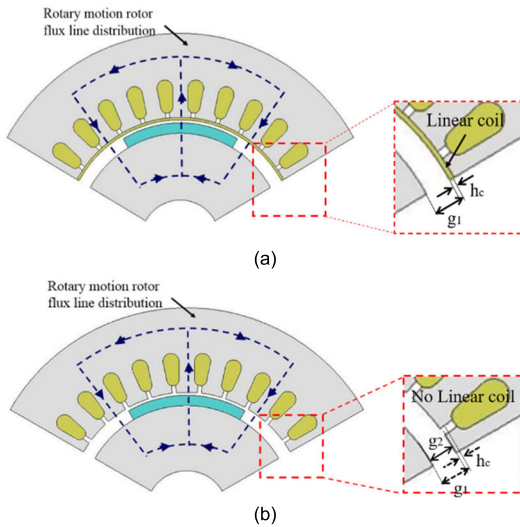 Rotary motion rotor
flux line distribution
Linear coil
hc
g1
(a)
Rotary motion rotor
flux line distribution
No Linear coil
g2
hc
g1
(b)